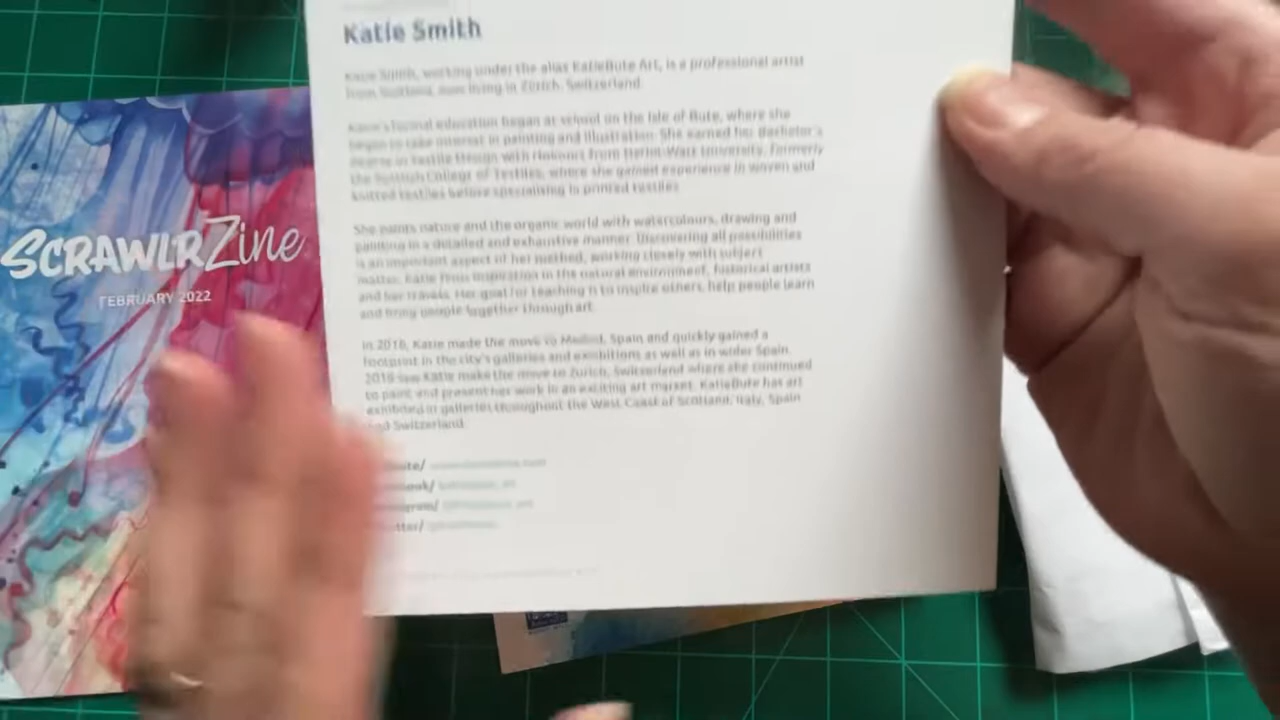 Katie Smith
Katie Smith, working under the alias KatieBute Art, is a professional artist
from Scotland, now living in Zurich, Switzerland.
Katie's formal education began at school on the Isle of Bute, where she
began to take interest in painting and illustration. She earned her Bachelor's
degree in Textile Design with Honours from Heriot-Watt University, formerly
the Scottish College of Textiles, where she gained experience in woven and
knitted textiles before specialising in printed textiles.
She paints nature and the organic world with watercolours, drawing and
painting in a detailed and exhaustive manner. Discovering all possibilities
is an important aspect of her method, working closely with subject
matter. Katie finds inspiration in the natural environment, historical artists
and her travels. Her goal for teaching is to inspire others, help people learn
and bring people together through art.
In 2016, Katie made the move to Madrid, Spain and quickly gained a
footprint in the city's galleries and exhibitions as well as in wider Spain.
2018 saw Katie make the move to Zurich, Switzerland where she continued
to paint and present her work in an exciting art market. KatieBute has art
exhibited in galleries throughout the West Coast of Scotland, Italy, Spain
and Switzerland.
SCRAWLRZine
FEBRUARY 2022